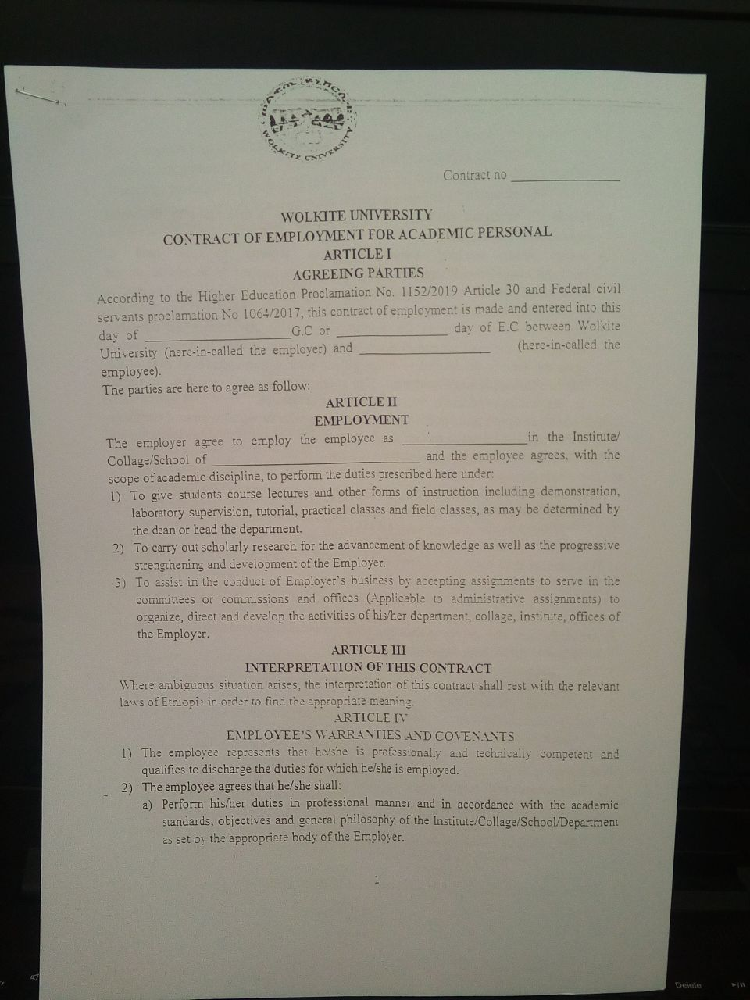 WOLKITE UNIVERSITY
Contract no
WOLKITE UNIVERSITY
CONTRACT OF EMPLOYMENT FOR ACADEMIC PERSONAL
ARTICLE I
AGREEING PARTIES
According to the Higher Education Proclamation No. 1152/2019 Article 30 and Federal civil
servants proclamation No 1064/2017, this contract of employment is made and entered into this
day of ____________________G.C or ________________ day of E.C between Wolkite
University (here-in-called the employer) and __________________ (here-in-called the
employee).
The parties are here to agree as follow:
ARTICLE II
EMPLOYMENT
The employer agree to employ the employee as _________________in the Institute/
Collage/School of ____________________________ and the employee agrees, with the
scope of academic discipline, to perform the duties prescribed here under:
1) To give students course lectures and other forms of instruction including demonstration,
laboratory supervision, tutorial, practical classes and field classes, as may be determined by
the dean or head the department.
2) To carry out scholarly research for the advancement of knowledge as well as the progressive
strengthening and development of the Employer.
3) To assist in the conduct of Employer's business by accepting assignments to serve in the
committees or commissions and offices (Applicable to administrative assignments) to
organize, direct and develop the activities of his/her department, collage, institute, offices of
the Employer.
ARTICLE III
INTERPRETATION OF THIS CONTRACT
Where ambiguous situation arises, the interpretation of this contract shall rest with the relevant
laws of Ethiopia in order to find the appropriate meaning.
ARTICLE IV
EMPLOYEE'S WARRANTIES AND COVENANTS
1) The employee represents that he/she is professionally and technically competent and
qualifies to discharge the duties for which he/she is employed.
2) The employee agrees that he/she shall:
a) Perform his/her duties in professional manner and in accordance with the academic
standards, objectives and general philosophy of the Institute/Collage/School/Department
as set by the appropriate body of the Employer.
1
Delete